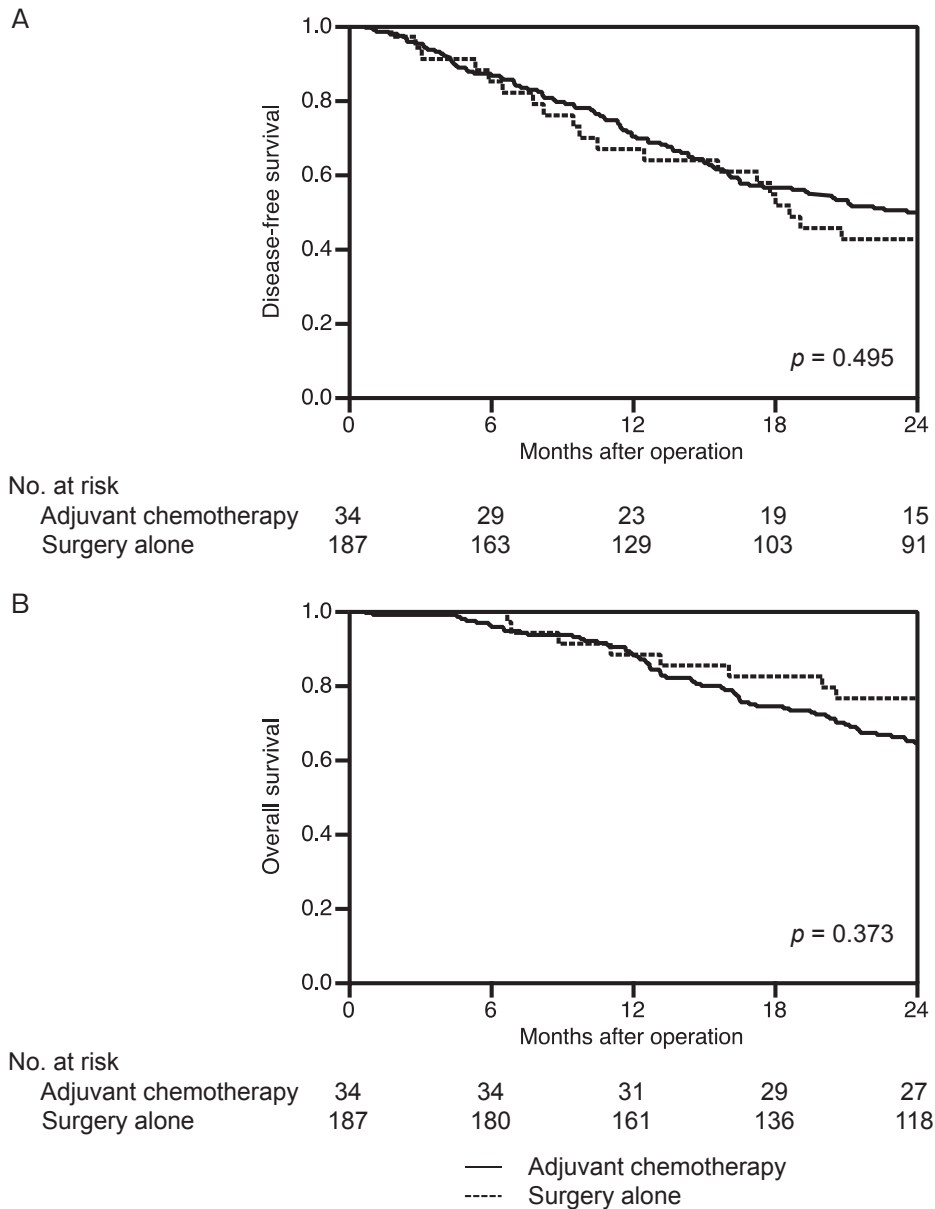 A
1.0
0.8
0.6
0.4
0.2
0.0
Disease-free survival
p = 0.495
0 6 12 18 24
Months after operation
No. at risk
Adjuvant chemotherapy 34 29 23 19 15
Surgery alone 187 163 129 103 91
B
1.0
0.8
0.6
0.4
0.2
0.0
Overall survival
p = 0.373
0 6 12 18 24
Months after operation
No. at risk
Adjuvant chemotherapy 34 34 31 29 27
Surgery alone 187 180 161 136 118
Adjuvant chemotherapy
Surgery alone